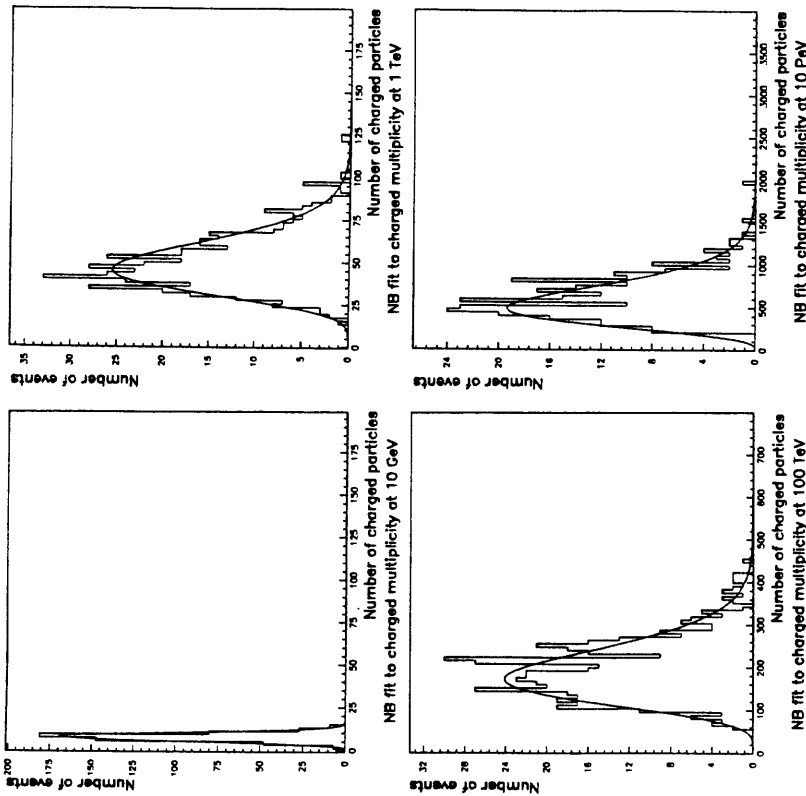 Number of events
200
175
150
125
100
75
50
25
0
0 25 50 75 100 125 150 175
Number of charged particles
NB fit to charged multiplicity at 10 GeV
Number of events
35
30
25
20
15
10
5
0
0 25 50 75 100 125 150 175
Number of charged particles
NB fit to charged multiplicity at 1 TeV
Number of events
32
28
24
20
16
12
8
4
0
0 100 200 300 400 500 600 700
Number of charged particles
NB fit to charged multiplicity at 100 TeV
Number of events
24
20
16
12
8
4
0
0 500 1000 1500 2000 2500 3000 3500
Number of charged particles
NB fit to charged multiplicity at 10 PeV